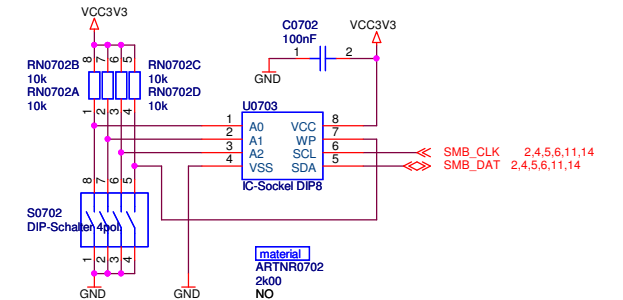 VCC3V3
C0702
100nF
VCC3V3
1 2
GND
8 7 6 5
RN0702B
10k
RN0702A
10k
RN0702C
10k
RN0702D
10k
1 2 3 4
U0703
1 A0 VCC 8
2 A1 WP 7
3 A2 SCL 6
4 VSS SDA 5
IC-Sockel DIP8
SMB_CLK 2,4,5,6,11,14
SMB_DAT 2,4,5,6,11,14
8 7 6 5
S0702
DIP-Schalter 4pol.
1 2 3 4
GND
GND
material
ARTNR0702
2k00
NO